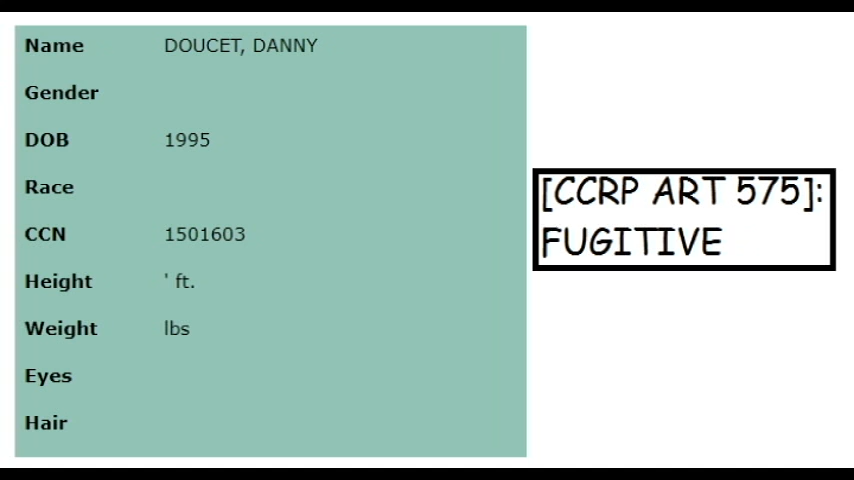 Name DOUCET, DANNY
Gender
DOB 1995
Race
CCN 1501603
Height ' ft.
Weight lbs
Eyes
Hair
[CCRP ART 575]:
FUGITIVE